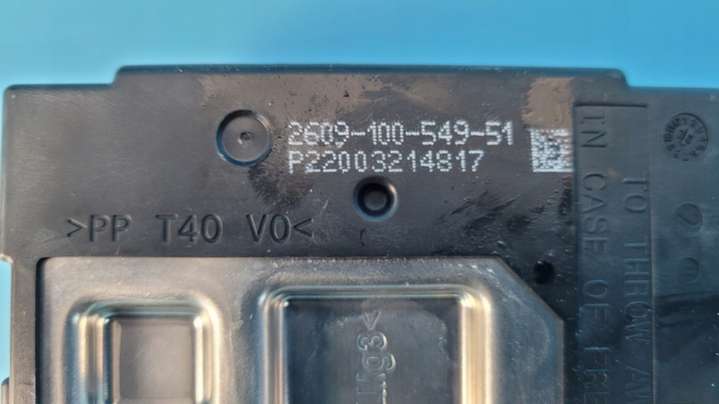 2609-100-549-51
P22003214817
>PP T40 V0<
TO THROW
IN CASE OF